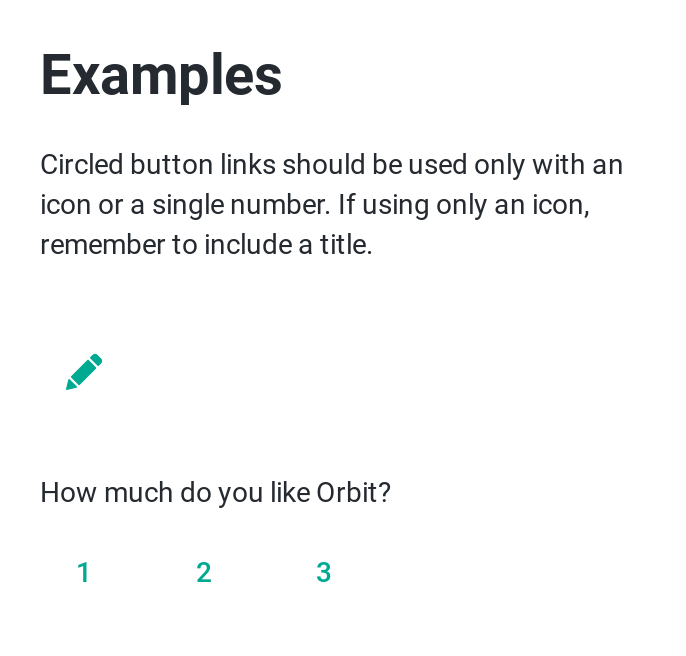 Examples
Circled button links should be used only with an
icon or a single number. If using only an icon,
remember to include a title.
How much do you like Orbit?
1 2 3